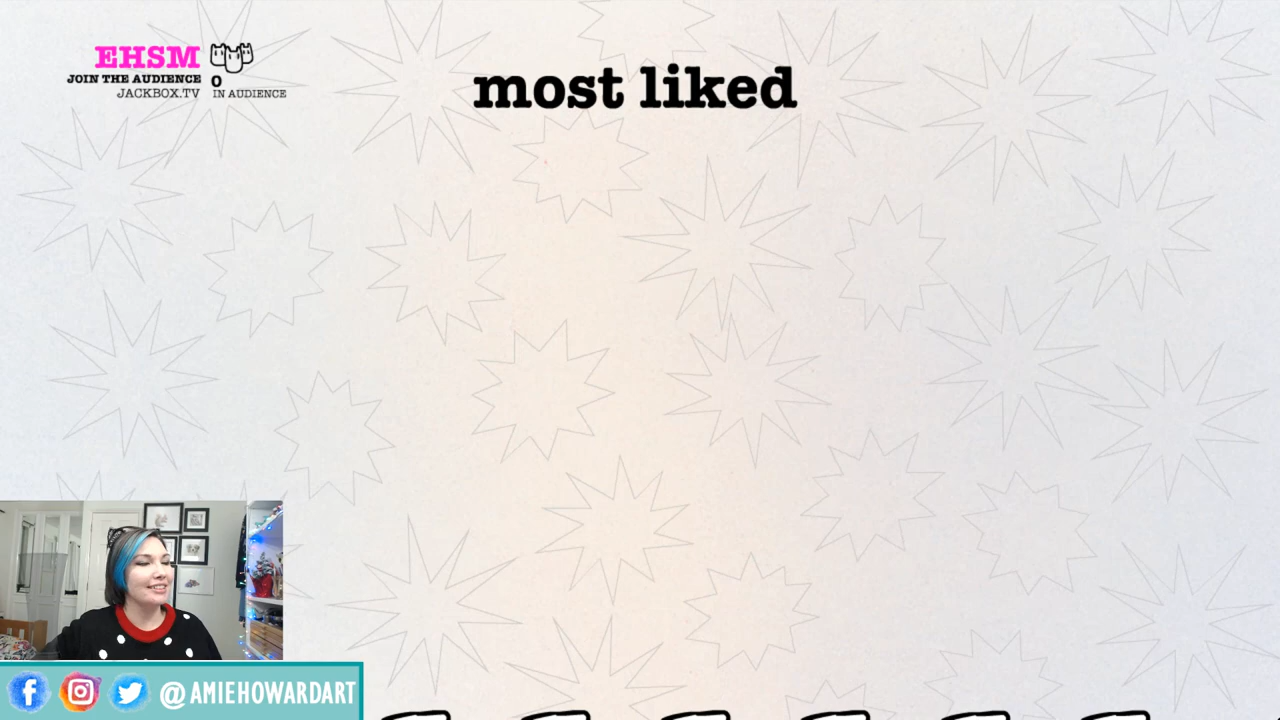 EHSM
JOIN THE AUDIENCE
JACKBOX.TV
0
IN AUDIENCE
most liked
@AMIEHOWARDART